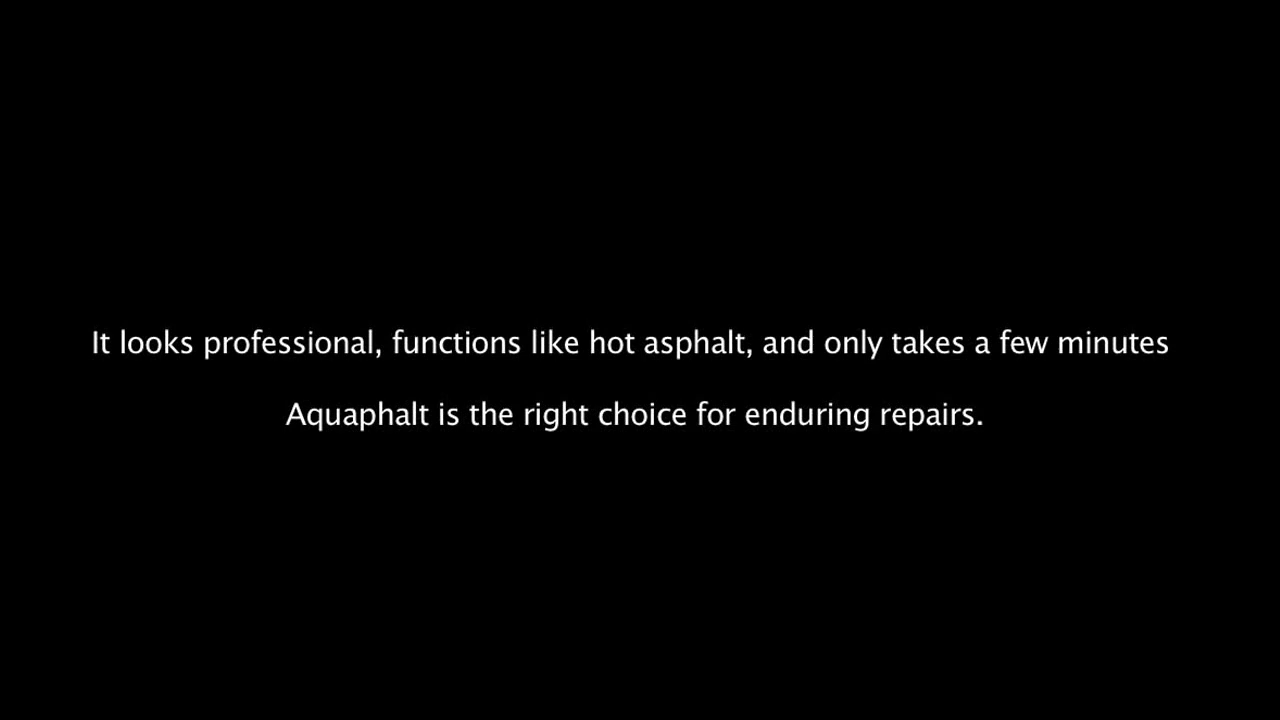 It looks professional, functions like hot asphalt, and only takes a few minutes
Aquaphalt is the right choice for enduring repairs.